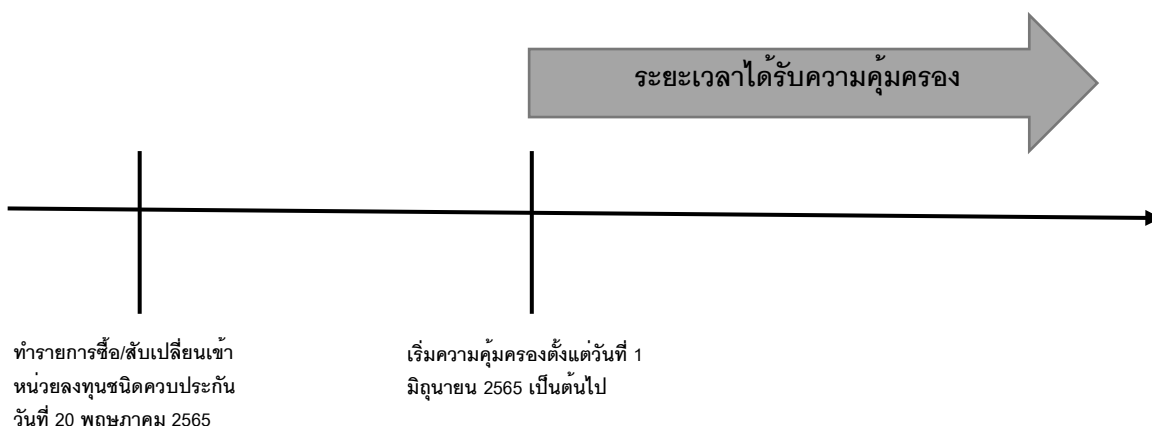 ระยะเวลาได้รับความคุ้มครอง
ทำรายการซื้อ/สับเปลี่ยนเข้า
หน่วยลงทุนชนิดควบประกัน
วันที่ 20 พฤษภาคม 2565
เริ่มความคุ้มครองตั้งแต่วันที่ 1
มิถุนายน 2565 เป็นต้นไป